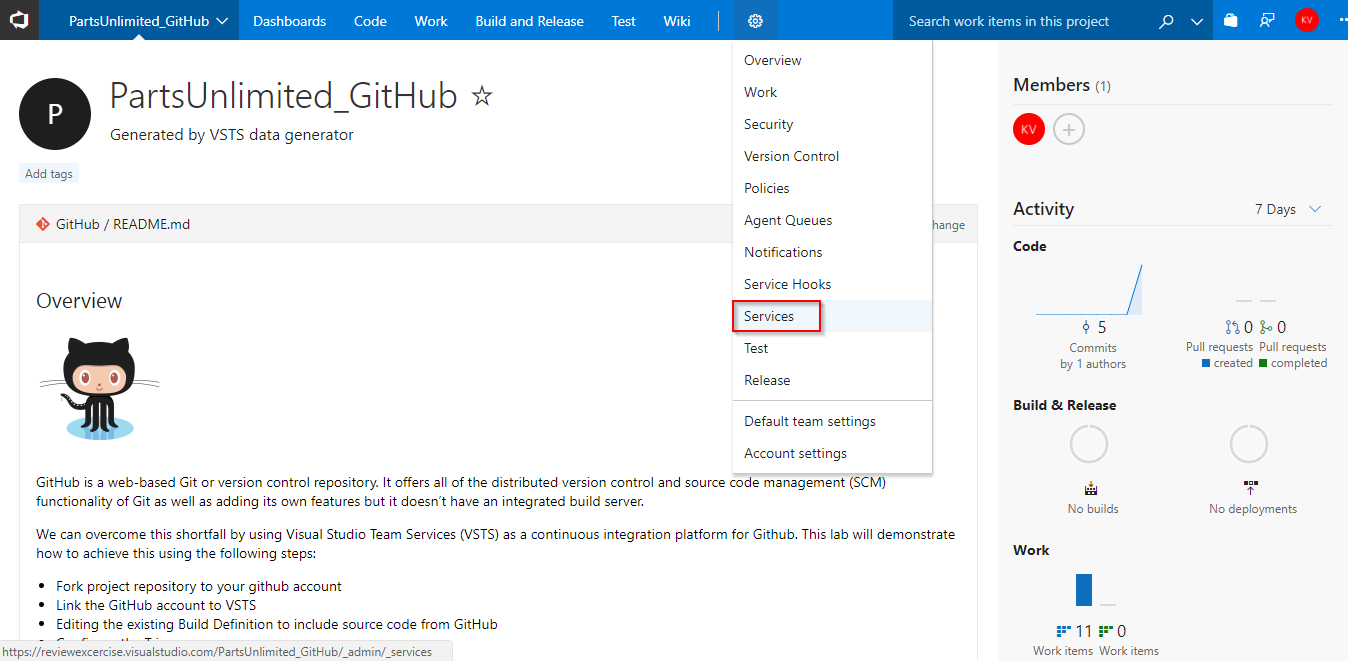 PartsUnlimited_GitHub
Dashboards
Code
Work
Build and Release
Test
Wiki
Search work items in this project
KV
P
PartsUnlimited_GitHub
Generated by VSTS data generator
Add tags
GitHub / README.md
hange
Overview
GitHub is a web-based Git or version control repository. It offers all of the distributed version control and source code management (SCM)
functionality of Git as well as adding its own features but it doesn't have an integrated build server.
We can overcome this shortfall by using Visual Studio Team Services (VSTS) as a continuous integration platform for Github. This lab will demonstrate
how to achieve this using the following steps:
Fork project repository to your github account
Link the GitHub account to VSTS
Editing the existing Build Definition to include source code from GitHub
https://reviewexcercise.visualstudio.com/PartsUnlimited_GitHub/_admin/_services
Overview
Work
Security
Version Control
Policies
Agent Queues
Notifications
Service Hooks
Services
Test
Release
Default team settings
Account settings
Members (1)
KV
Activity
7 Days
Code
5
Commits
by 1 authors
0
Pull requests
created
0
Pull requests
completed
Build & Release
No builds
No deployments
Work
11
Work items
0
Work items